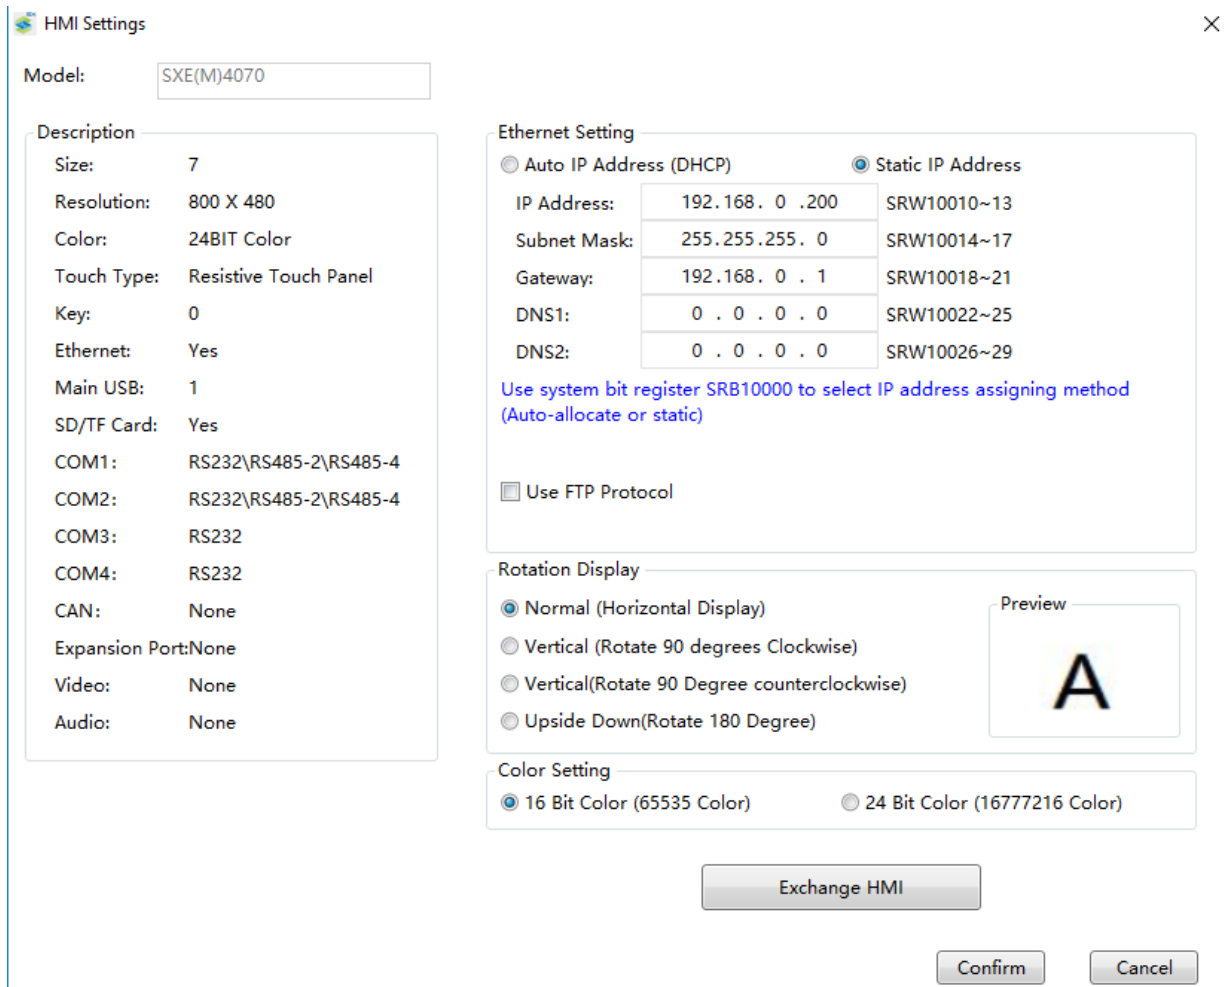 HMI Settings
Model: SXE(M)4070
Description
Size: 7
Resolution: 800 X 480
Color: 24BIT Color
Touch Type: Resistive Touch Panel
Key: 0
Ethernet: Yes
Main USB: 1
SD/TF Card: Yes
COM1: RS232\RS485-2\RS485-4
COM2: RS232\RS485-2\RS485-4
COM3: RS232
COM4: RS232
CAN: None
Expansion Port:None
Video: None
Audio: None
Ethernet Setting
Auto IP Address (DHCP) Static IP Address
IP Address: 192.168. 0 .200 SRW10010~13
Subnet Mask: 255.255.255. 0 SRW10014~17
Gateway: 192.168. 0 . 1 SRW10018~21
DNS1: 0 . 0 . 0 . 0 SRW10022~25
DNS2: 0 . 0 . 0 . 0 SRW10026~29
Use system bit register SRB10000 to select IP address assigning method
(Auto-allocate or static)
Use FTP Protocol
Rotation Display
Normal (Horizontal Display)
Vertical (Rotate 90 degrees Clockwise)
Vertical(Rotate 90 Degree counterclockwise)
Upside Down(Rotate 180 Degree)
Preview
A
Color Setting
16 Bit Color (65535 Color) 24 Bit Color (16777216 Color)
Exchange HMI
Confirm Cancel